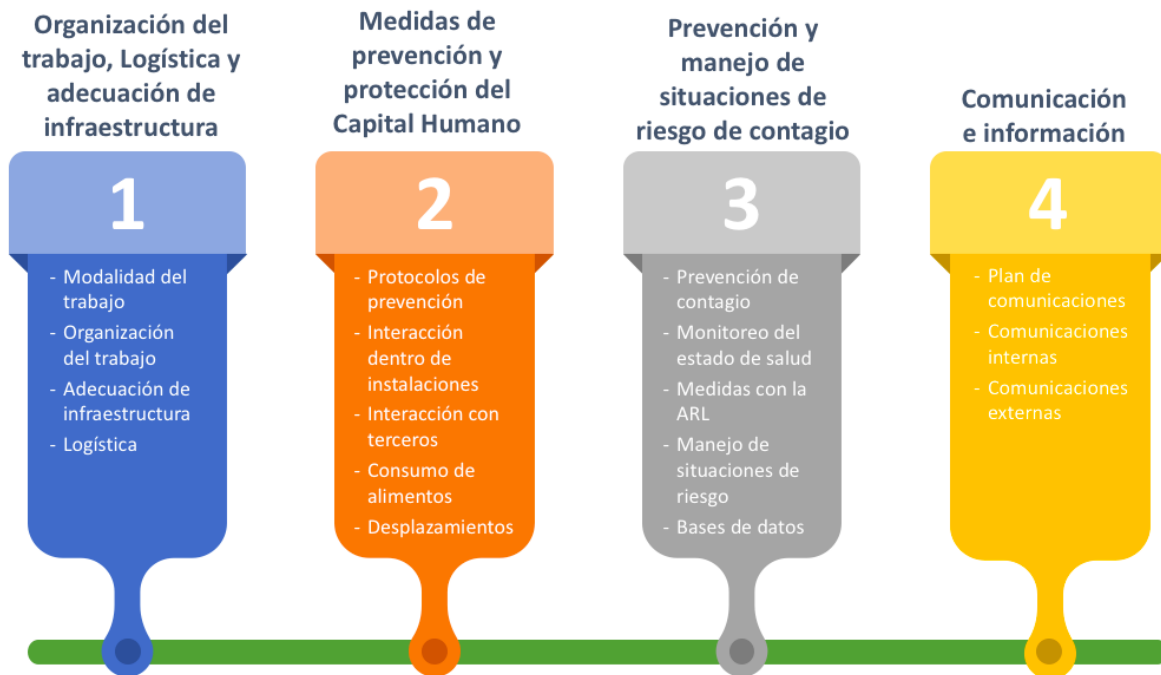 Organización del
trabajo, Logística y
adecuación de
infraestructura
1
- Modalidad del
trabajo
- Organización
del trabajo
- Adecuación de
infraestructura
- Logística
Medidas de
prevención y
protección del
Capital Humano
2
- Protocolos de
prevención
- Interacción
dentro de
instalaciones
- Interacción con
terceros
- Consumo de
alimentos
- Desplazamientos
Prevención y
manejo de
situaciones de
riesgo de contagio
3
- Prevención de
contagio
- Monitoreo del
estado de salud
- Medidas con la
ARL
- Manejo de
situaciones de
riesgo
- Bases de datos
Comunicación
e información
4
- Plan de
comunicaciones
- Comunicaciones
internas
- Comunicaciones
externas